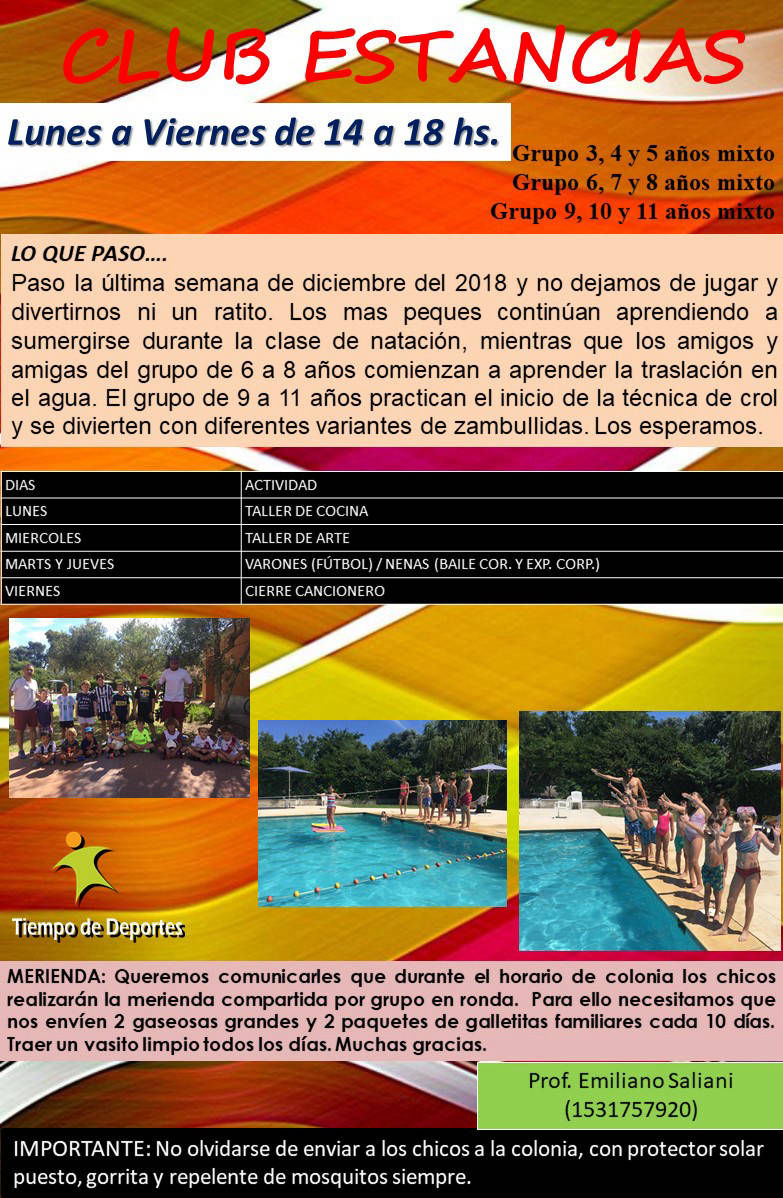 CLUB ESTANCIAS
Lunes a Viernes de 14 a 18 hs.
Grupo 3, 4 y 5 años mixto
Grupo 6, 7 y 8 años mixto
Grupo 9, 10 y 11 años mixto
LO QUE PASO....
Paso la última semana de diciembre del 2018 y no dejamos de jugar y
divertirnos ni un ratito. Los mas peques continúan aprendiendo a
sumergirse durante la clase de natación, mientras que los amigos y
amigas del grupo de 6 a 8 años comienzan a aprender la traslación en
el agua. El grupo de 9 a 11 años practican el inicio de la técnica de crol
y se divierten con diferentes variantes de zambullidas. Los esperamos.
DIAS ACTIVIDAD
LUNES TALLER DE COCINA
MIERCOLES TALLER DE ARTE
MARTS Y JUEVES VARONES (FÚTBOL) / NENAS (BAILE COR. Y EXP. CORP.)
VIERNES CIERRE CANCIONERO
Tiempo de Deportes
MERIENDA: Queremos comunicarles que durante el horario de colonia los chicos
realizarán la merienda compartida por grupo en ronda. Para ello necesitamos que
nos envíen 2 gaseosas grandes y 2 paquetes de galletitas familiares cada 10 días.
Traer un vasito limpio todos los días. Muchas gracias.
Prof. Emiliano Saliani
(1531757920)
IMPORTANTE: No olvidarse de enviar a los chicos a la colonia, con protector solar
puesto, gorrita y repelente de mosquitos siempre.